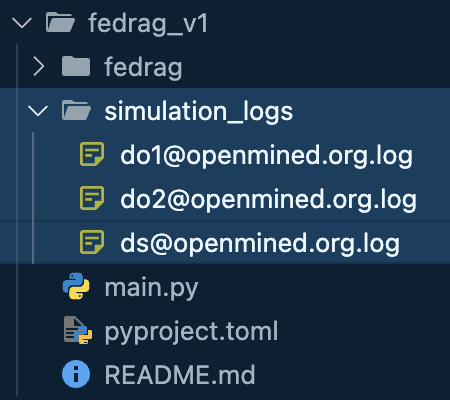 fedrag_v1
fedrag
simulation_logs
do1@openmined.org.log
do2@openmined.org.log
ds@openmined.org.log
main.py
pyproject.toml
README.md